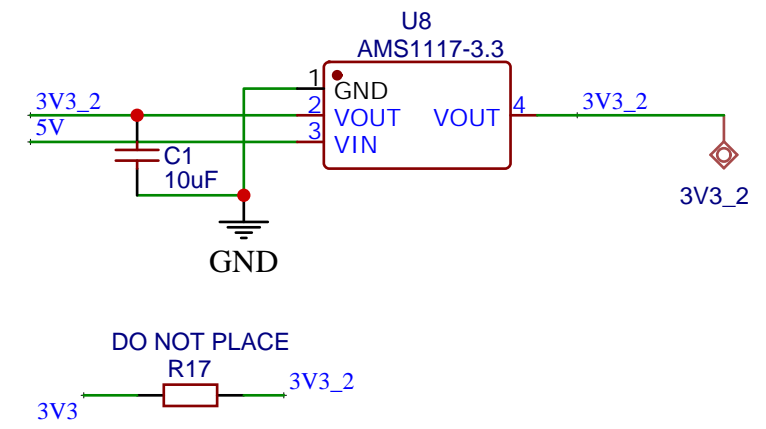 U8
AMS1117-3.3
1
GND
3V3_2
2
VOUT
VOUT
4
3V3_2
5V
3
VIN
C1
10uF
3V3_2
GND
DO NOT PLACE
R17
3V3_2
3V3